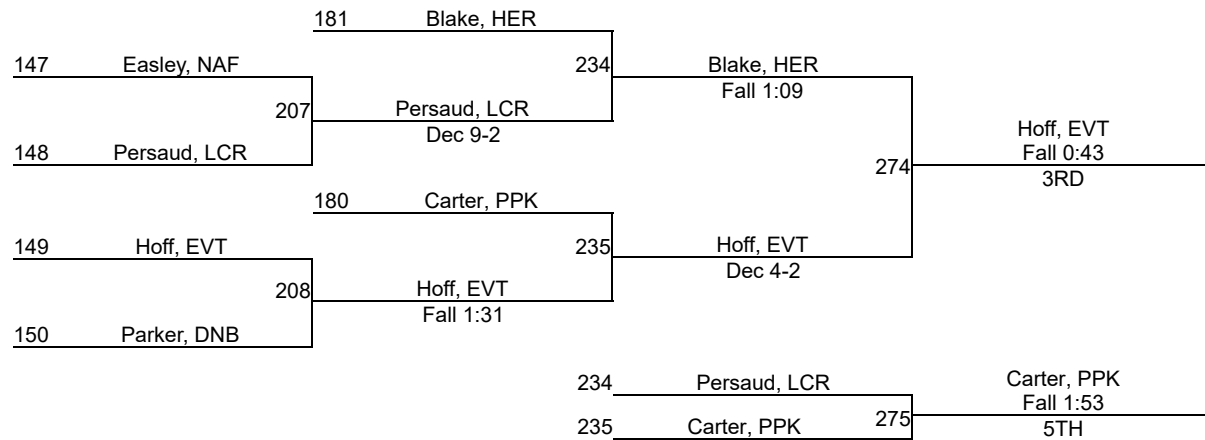 181 Blake, HER
147 Easley, NAF
234 Blake, HER
Fall 1:09
207 Persaud, LCR
Dec 9-2
148 Persaud, LCR
Hoff, EVT
Fall 0:43
274
3RD
180 Carter, PPK
149 Hoff, EVT
235 Hoff, EVT
Dec 4-2
208 Hoff, EVT
Fall 1:31
150 Parker, DNB
234 Persaud, LCR
Carter, PPK
Fall 1:53
275
5TH
235 Carter, PPK